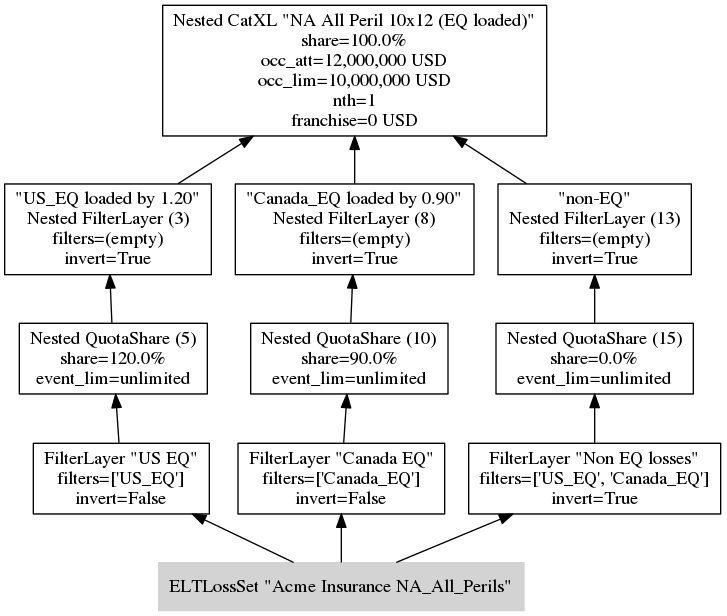 Nested CatXL "NA All Peril 10x12 (EQ loaded)"
share=100.0%
occ_att=12,000,000 USD
occ_lim=10,000,000 USD
nth=1
franchise=0 USD
"US_EQ loaded by 1.20"
Nested FilterLayer (3)
filters=(empty)
invert=True
"Canada_EQ loaded by 0.90"
Nested FilterLayer (8)
filters=(empty)
invert=True
"non-EQ"
Nested FilterLayer (13)
filters=(empty)
invert=True
Nested QuotaShare (5)
share=120.0%
event_lim=unlimited
Nested QuotaShare (10)
share=90.0%
event_lim=unlimited
Nested QuotaShare (15)
share=0.0%
event_lim=unlimited
FilterLayer "US EQ"
filters=['US_EQ']
invert=False
FilterLayer "Canada EQ"
filters=['Canada_EQ']
invert=False
FilterLayer "Non EQ losses"
filters=['US_EQ', 'Canada_EQ']
invert=True
ELTLossSet "Acme Insurance NA_All_Perils"